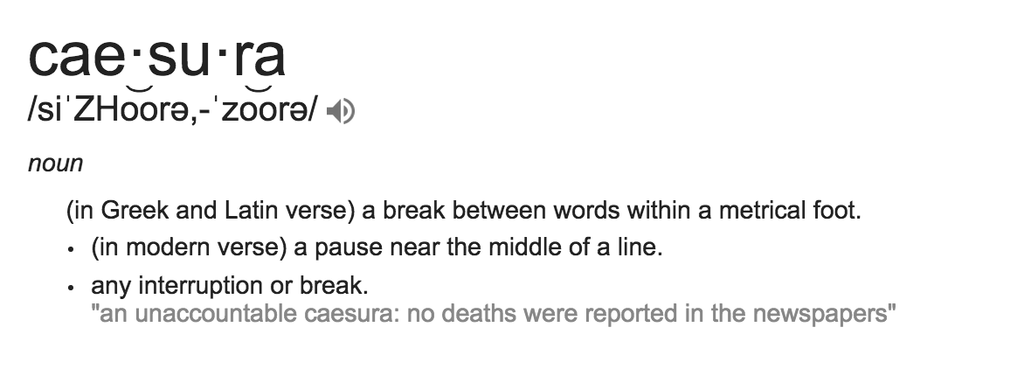 cae·su·ra
/siˈZHo͝orə,-ˈzo͝orə/
noun
(in Greek and Latin verse) a break between words within a metrical foot.
• (in modern verse) a pause near the middle of a line.
• any interruption or break.
"an unaccountable caesura: no deaths were reported in the newspapers"